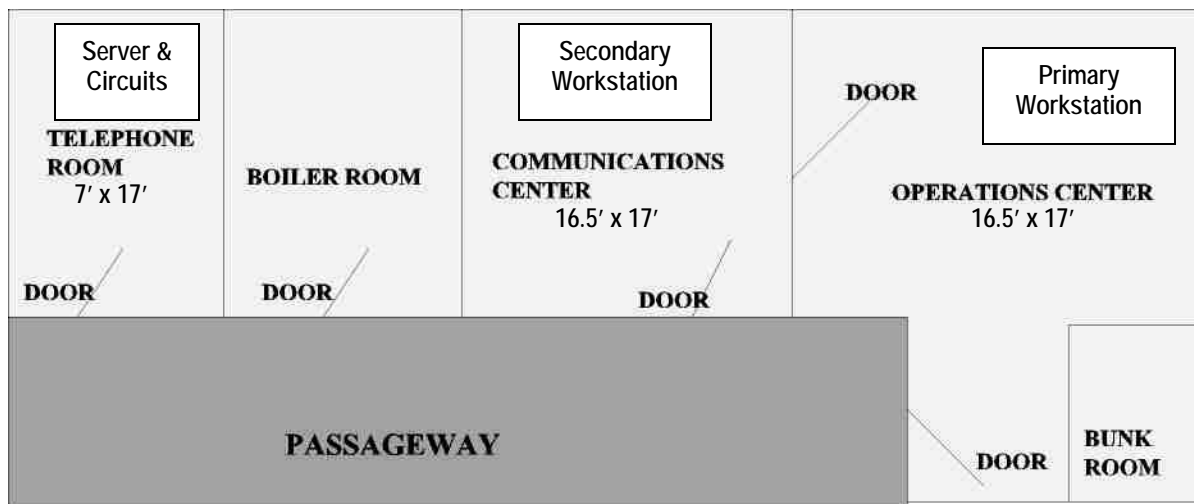 Server &
Circuits
TELEPHONE
ROOM
7' x 17'
DOOR
BOILER ROOM
DOOR
Secondary
Workstation
COMMUNICATIONS
CENTER
16.5' x 17'
DOOR
DOOR
Primary
Workstation
OPERATIONS CENTER
16.5' x 17'
PASSAGEWAY
DOOR
BUNK
ROOM